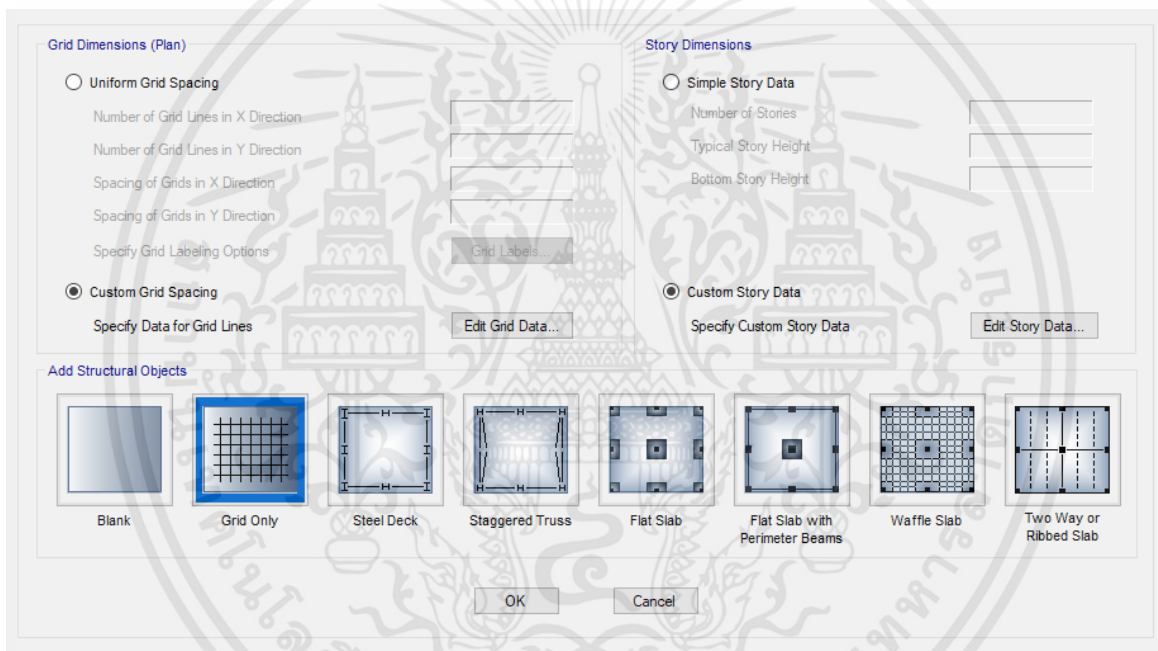 Grid Dimensions (Plan)
Uniform Grid Spacing
Number of Grid Lines in X Direction
Number of Grid Lines in Y Direction
Spacing of Grids in X Direction
Spacing of Grids in Y Direction
Specify Grid Labeling Options
Grid Labels...
Custom Grid Spacing
Specify Data for Grid Lines
Edit Grid Data...
Story Dimensions
Simple Story Data
Number of Stories
Typical Story Height
Bottom Story Height
Custom Story Data
Specify Custom Story Data
Edit Story Data...
Add Structural Objects
Blank
Grid Only
Steel Deck
Staggered Truss
Flat Slab
Flat Slab with
Perimeter Beams
Waffle Slab
Two Way or
Ribbed Slab
OK
Cancel